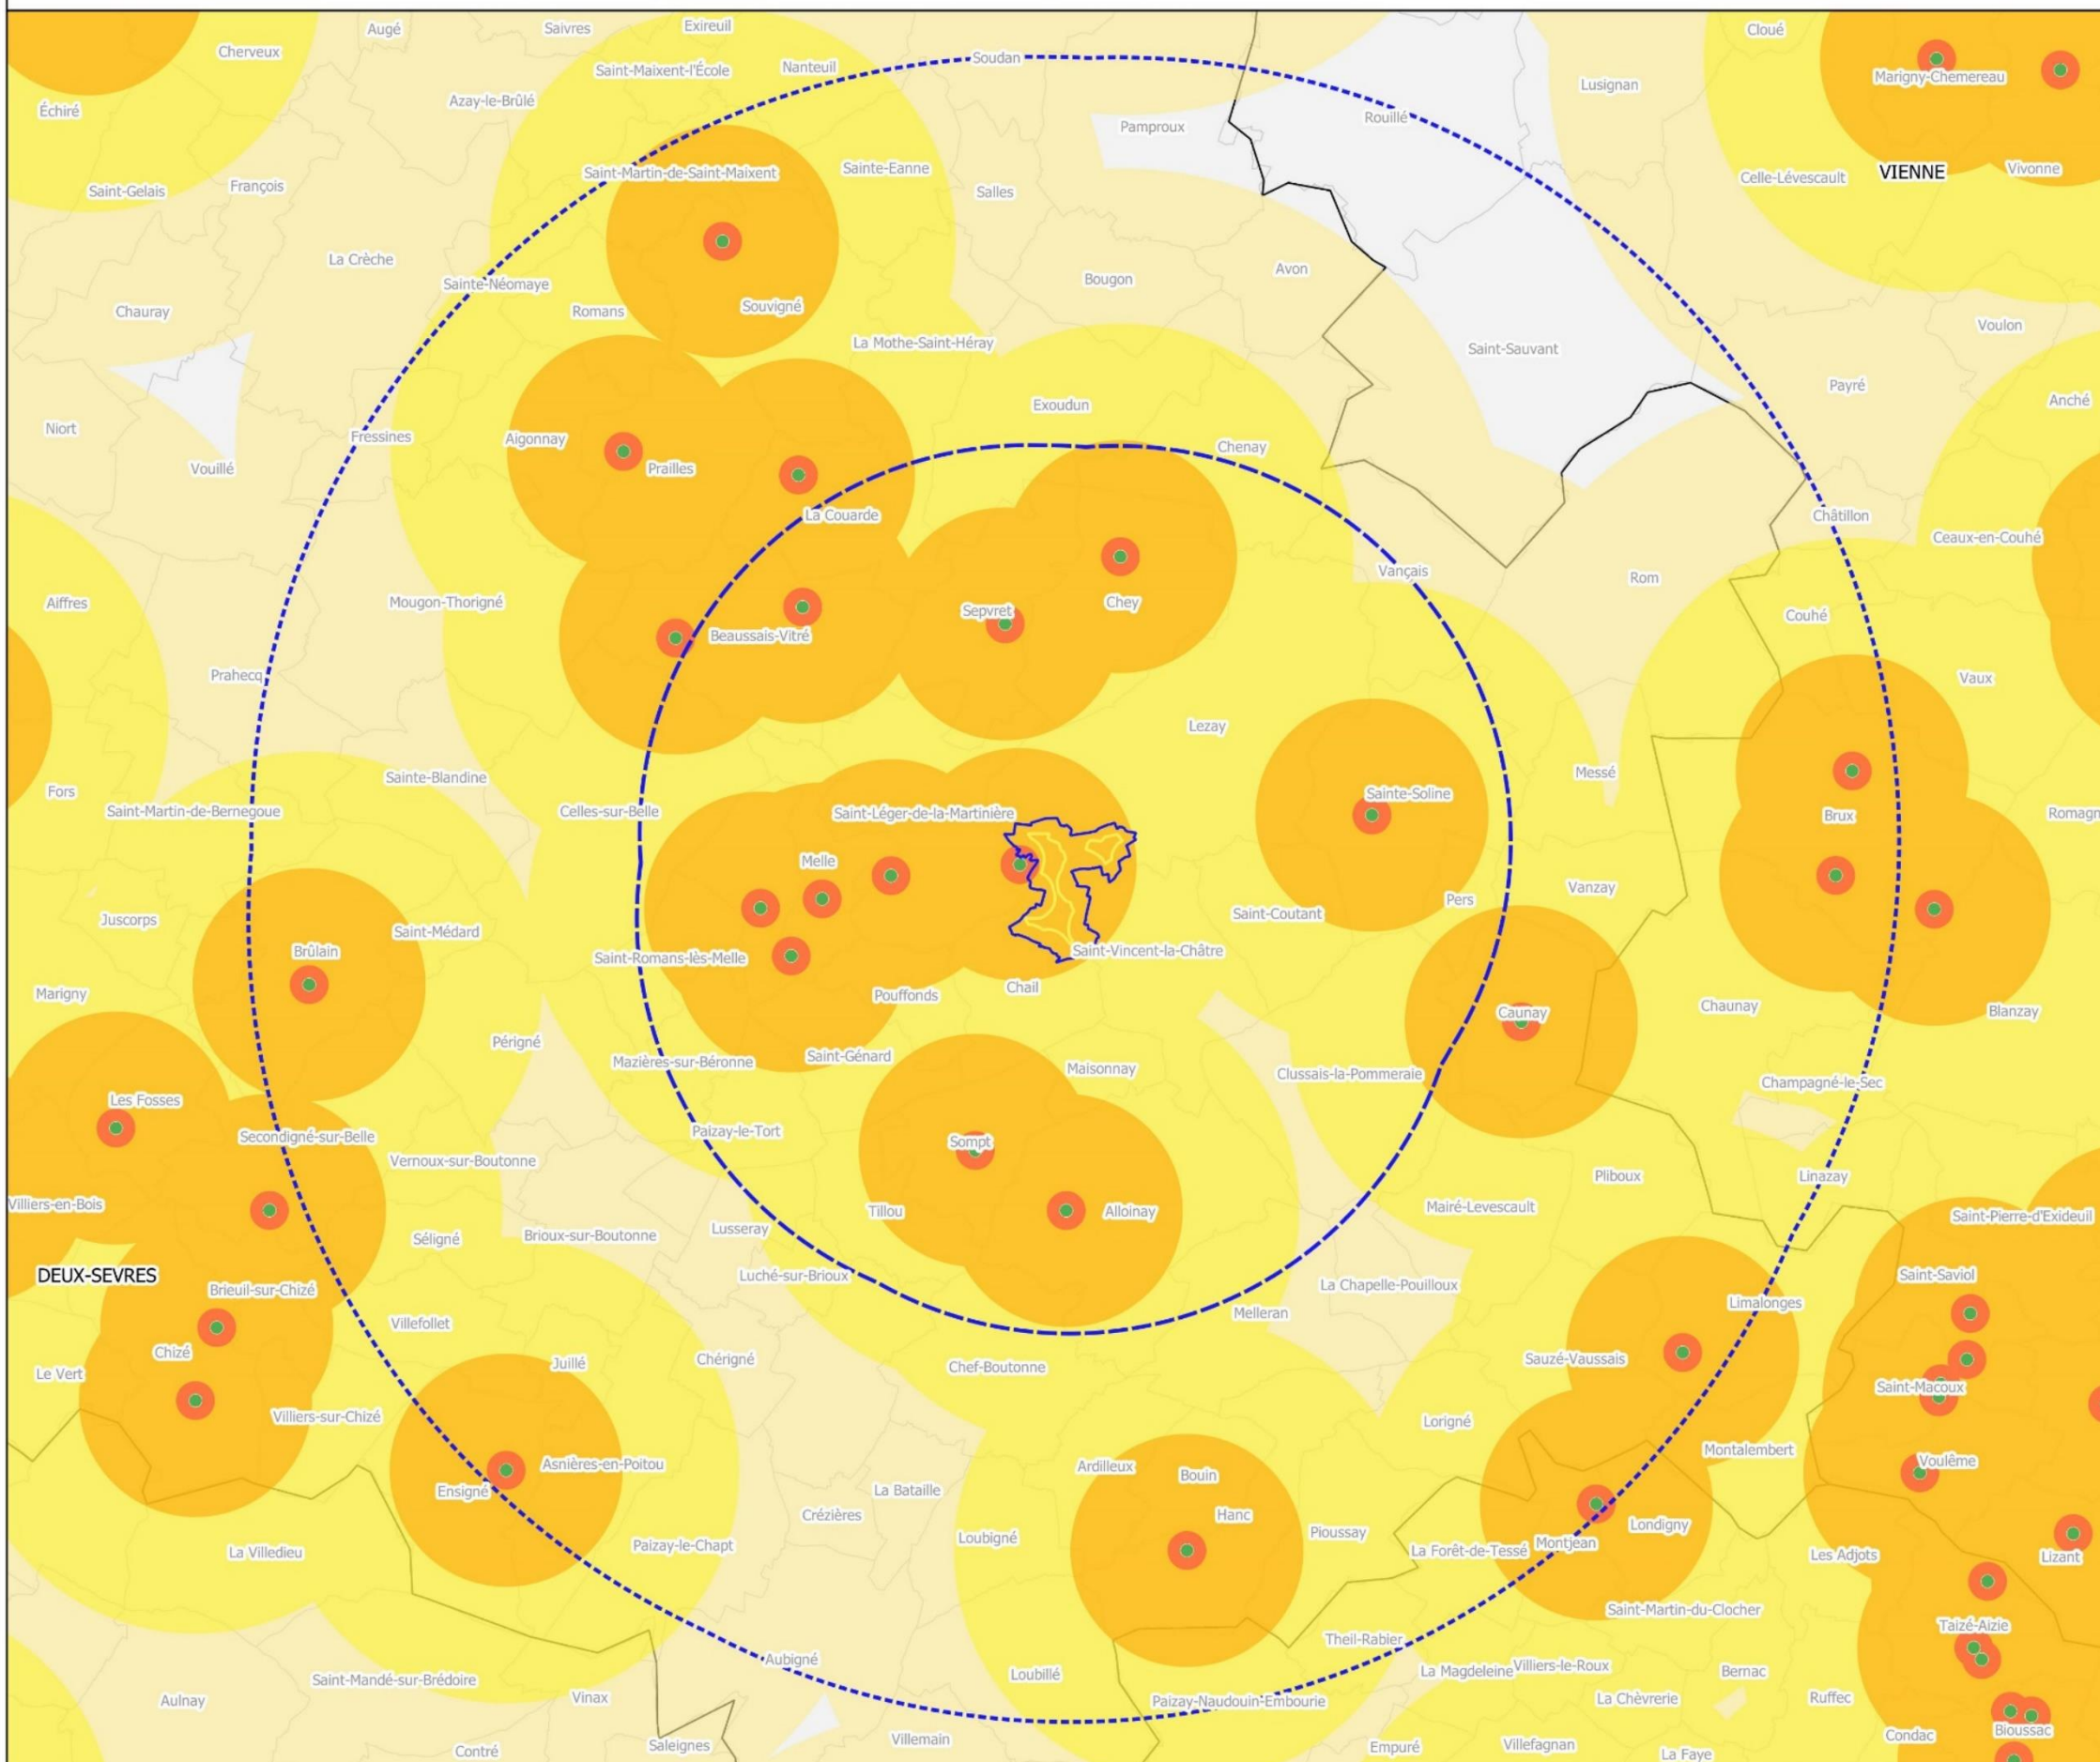 Augé
Saivres
Exireuil
Cloué
Cherveux
Soudan
Saint-Maixent-l'École
Nanteuil
Marigny-Chemereau
Lusignan
Azay-le-Brûlé
Échiré
Rouillé
Pamproux
Sainte-Eanne
Saint-Martin-de-Saint-Maixent
VIENNE
Vivonne
Celle-Lévescault
François
Saint-Gelais
Salles
La Crèche
Avon
Bougon
Sainte-Néomaye
Souvigné
Romans
Chauray
Voulon
La Mothe-Saint-Héray
Saint-Sauvant
Payré
Anché
Exoudun
Niort
Fressines
Aigonnay
Chenay
Vouillé
Prailles
La Couarde
Châtillon
Ceaux-en-Couhé
Vançais
Rom
Aiffres
Mougon-Thorigné
Chey
Sepvret
Couhé
Beaussais-Vitré
Prahecq
Vaux
Lezay
Messé
Sainte-Blandine
Fors
Sainte-Soline
Saint-Martin-de-Bernegoue
Celles-sur-Belle
Saint-Léger-de-la-Martinière
Brux
Romagn
Melle
Vanzay
Pers
Saint-Coutant
Juscorps
Saint-Médard
Brûlain
Saint-Romans-lès-Melle
Saint-Vincent-la-Châtre
Marigny
Pouffonds
Chail
Chaunay
Blanzay
Caunay
Périgné
Saint-Génard
Mazières-sur-Béronne
Maisonnay
Clussais-la-Pommeraie
Champagné-le-Sec
Les Fosses
Secondigné-sur-Belle
Paizay-le-Tort
Sompt
Vernoux-sur-Boutonne
Pliboux
Linazay
Villiers-en-Bois
Mairé-Levescault
Tillou
Alloinay
Saint-Pierre-d'Exideuil
Lusseray
Brioux-sur-Boutonne
Séligné
DEUX-SEVRES
Luché-sur-Brioux
Saint-Saviol
La Chapelle-Pouilloux
Brieuil-sur-Chizé
Limalonges
Melleran
Villefollet
Chizé
Juillé
Chérigné
Sauzé-Vaussais
Chef-Boutonne
Le Vert
Saint-Macoux
Villiers-sur-Chizé
Lorigné
Montalembert
Voulême
Asnières-en-Poitou
Ardilleux
Bouin
Ensigné
La Bataille
Crézières
Hanc
Londigny
Pioussay
Loubigné
Montjean
Paizay-le-Chapt
La Villedieu
La Forêt-de-Tessé
Les Adjots
Lizant
Saint-Martin-du-Clocher
Taizé-Aizie
Theil-Rabier
Aubigné
Villiers-le-Roux
La Magdeleine
Bernac
Loubillé
Saint-Mandé-sur-Brédoire
Vinax
La Chèvrerie
Ruffec
Aulnay
Paizay-Naudouin-Embourie
Bioussac
Condac
Villemain
Saleignes
Villefagnan
Empuré
Contré
La Faye